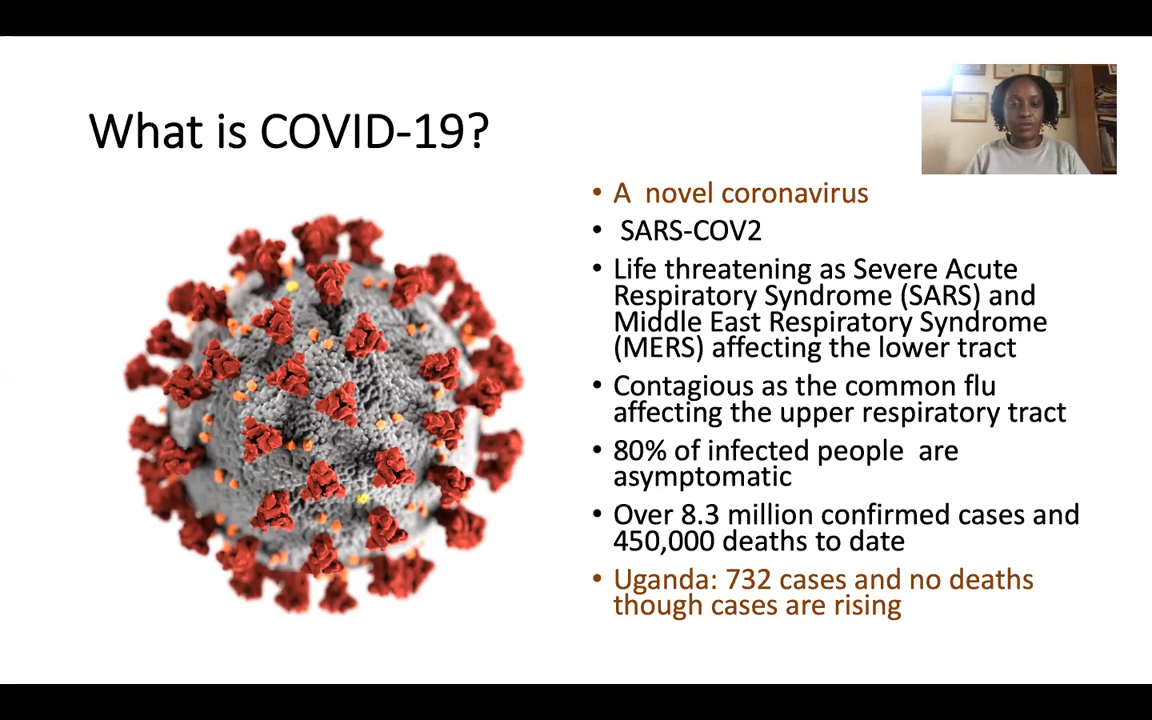 What is COVID-19?
• A  novel coronavirus
•  SARS-COV2
• Life threatening as Severe Acute
Respiratory Syndrome (SARS) and
Middle East Respiratory Syndrome
(MERS) affecting the lower tract
• Contagious as the common flu
affecting the upper respiratory tract
• 80% of infected people  are
asymptomatic
• Over 8.3 million confirmed cases and
450,000 deaths to date
• Uganda: 732 cases and no deaths
though cases are rising